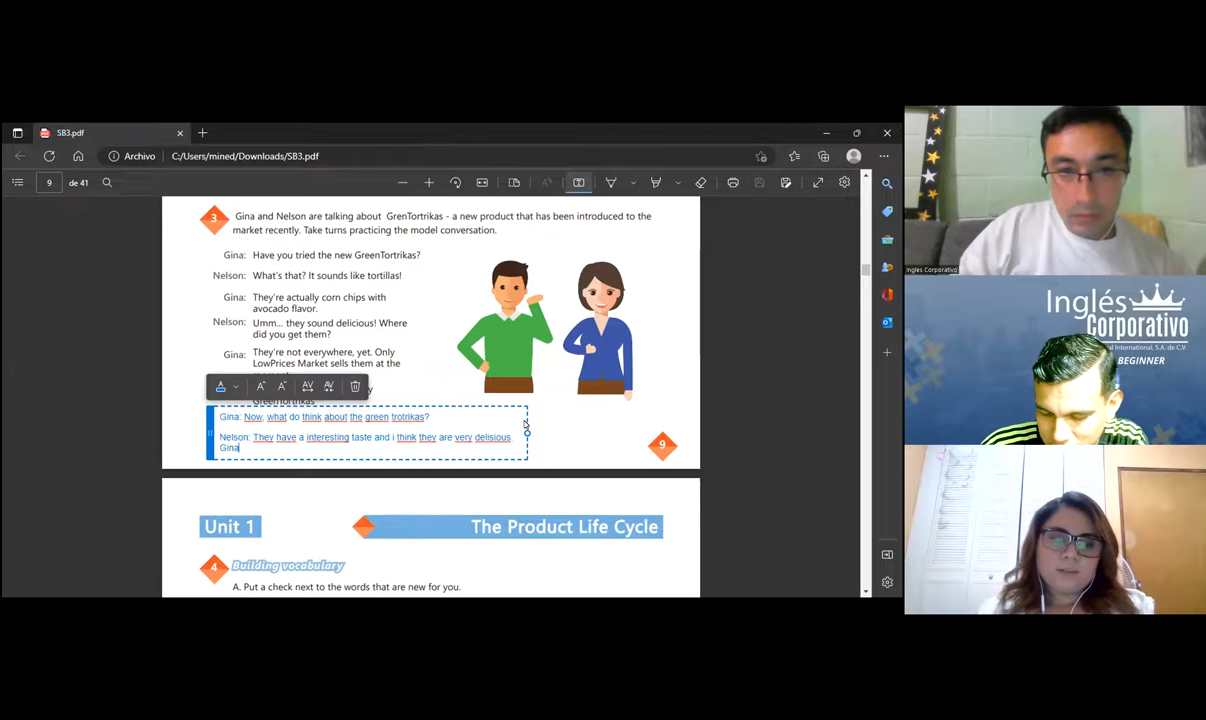 SB3.pdf
Archivo
C:/Users/mined/Downloads/SB3.pdf
9 de 41
3 Gina and Nelson are talking about GrenTortrikas - a new product that has been introduced to the
market recently. Take turns practicing the model conversation.
Gina: Have you tried the new GreenTortrikas?
Nelson: What's that? It sounds like tortillas!
Gina: They're actually corn chips with
avocado flavor.
Nelson: Umm... they sound delicious! Where
did you get them?
Gina: They're not everywhere, yet. Only
LowPrices Market sells them at the
Gina: Now, what do think about the green trotrikas?
Nelson: They have a interesting taste and i think they are very delisious.
Gina
9
Unit 1
The Product Life Cycle
4 Building vocabulary
A. Put a check next to the words that are new for you.
Ingles Corporativo
Inglés
Corporativo
al International, S.A. de C.V.
BEGINNER